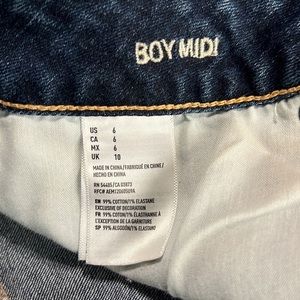 BOY MIDI
US 6
CA 6
MX 6
UK 10
MADE IN CHINA/FABRIQUÉ EN CHINE/
HECHO EN CHINA
RN 54485/CA 03873
RFC# AEM1206G509A
EN 99% COTTON/1% ELASTANE
EXCLUSIVE OF DECORATION
FR 99% COTON/1% ÉLASTHANNE À
L'EXCEPTION DE LA GARNITURE
SP 99% ALGODÓN/1% ELASTANO